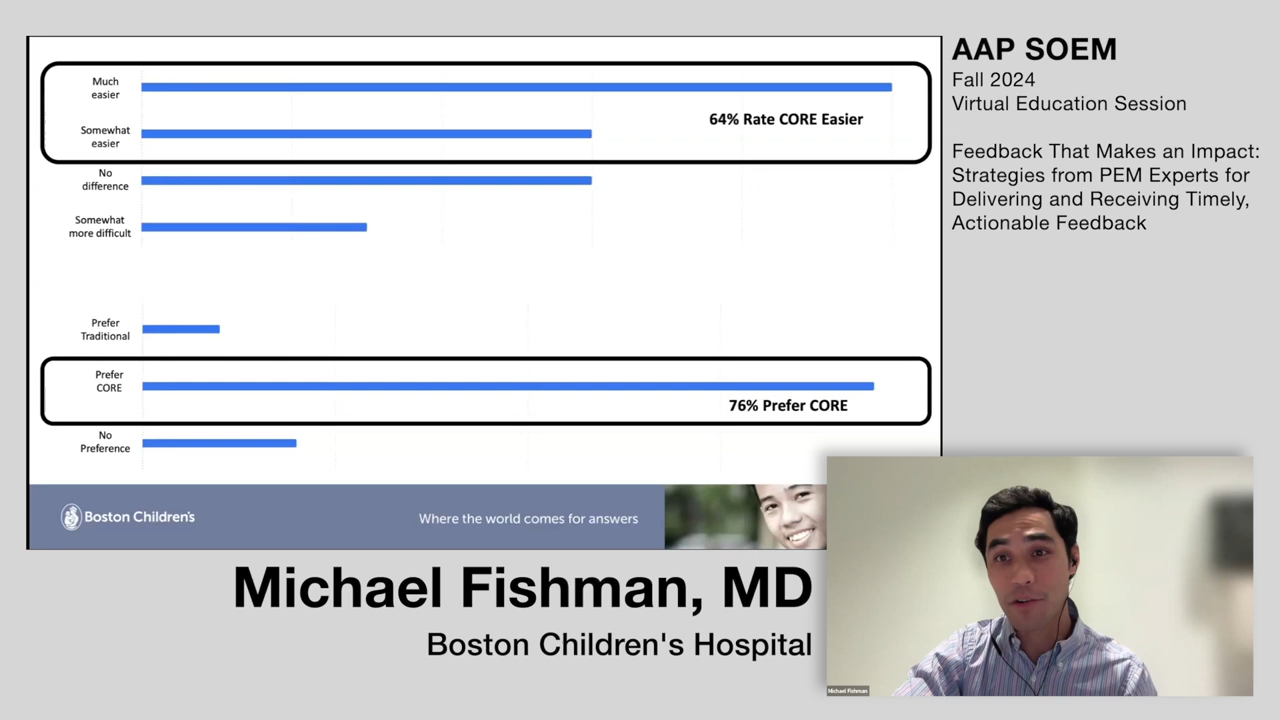 Much
easier
64% Rate CORE Easier
Somewhat
easier
No
difference
Somewhat
more difficult
Prefer
Traditional
Prefer
CORE
76% Prefer CORE
No
Preference
Boston Children's
Where the world comes for answers
AAP SOEM
Fall 2024
Virtual Education Session
Feedback That Makes an Impact:
Strategies from PEM Experts for
Delivering and Receiving Timely,
Actionable Feedback
Michael Fishman, MD
Boston Children's Hospital
Michael Fishman